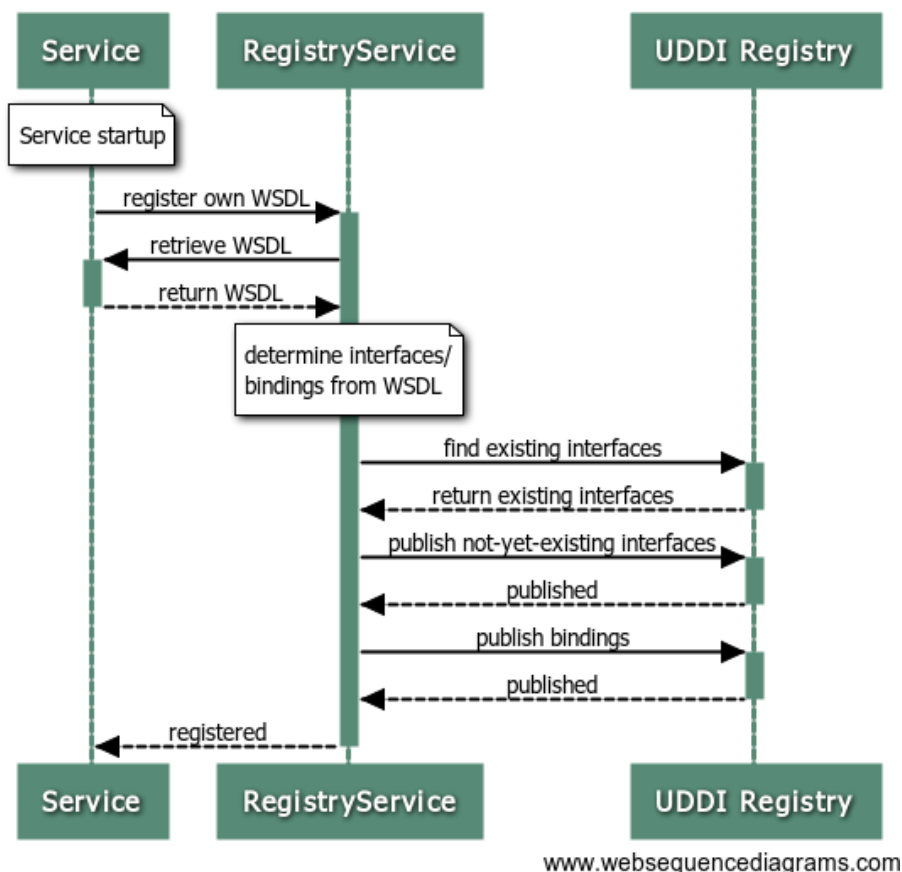 Service
RegistryService
UDDI Registry
Service startup
register own WSDL
retrieve WSDL
return WSDL
determine interfaces/
bindings from WSDL
find existing interfaces
return existing interfaces
publish not-yet-existing interfaces
published
publish bindings
published
registered
Service
RegistryService
UDDI Registry
www.websequencediagrams.com